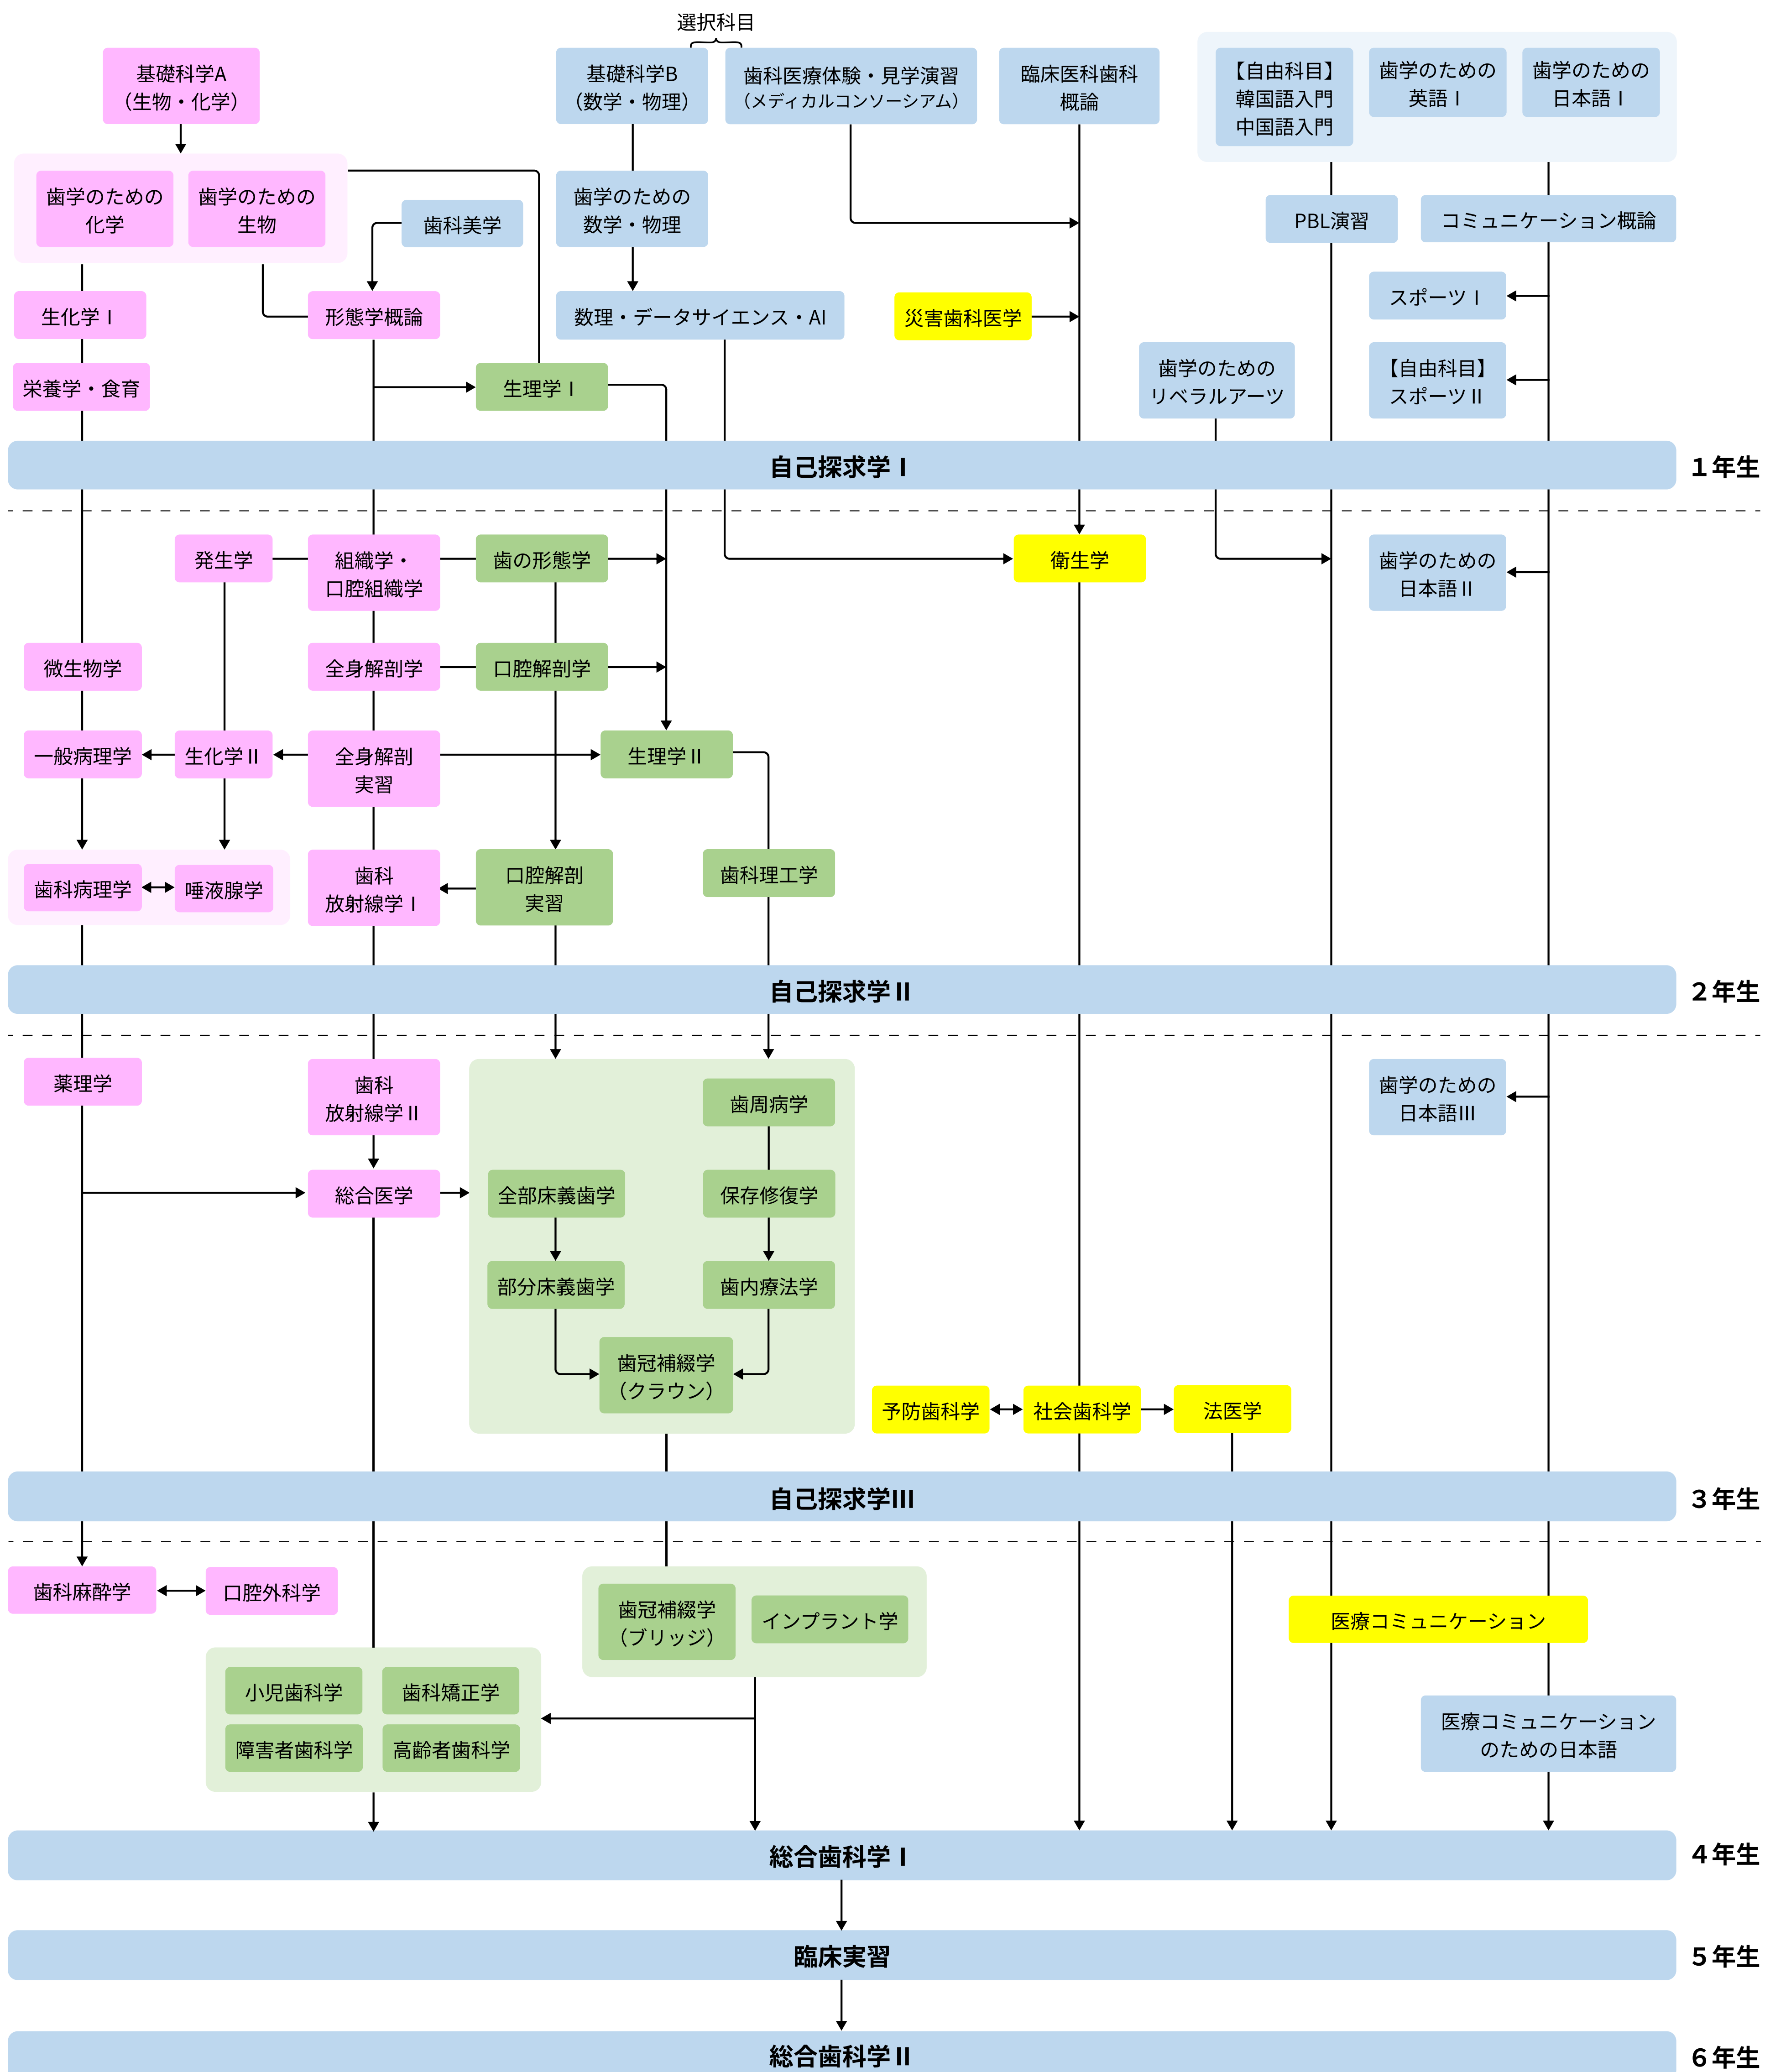 選択科目
基礎科学A
（生物・化学）
基礎科学B
（数学・物理）
歯科医療体験・見学演習
（メディカルコンソーシアム）
臨床医科歯科
概論
【自由科目】
韓国語入門
中国語入門
歯学のための
英語Ⅰ
歯学のための
日本語Ⅰ
歯学のための
化学
歯学のための
生物
歯科美学
歯学のための
数学・物理
PBL演習
コミュニケーション概論
生化学Ⅰ
形態学概論
数理・データサイエンス・AI
災害歯科医学
スポーツⅠ
栄養学・食育
生理学Ⅰ
歯学のための
リベラルアーツ
【自由科目】
スポーツⅡ
自己探求学Ⅰ
１年生
発生学
組織学・
口腔組織学
歯の形態学
衛生学
歯学のための
日本語Ⅱ
微生物学
全身解剖学
口腔解剖学
一般病理学
生化学Ⅱ
全身解剖
実習
生理学Ⅱ
歯科病理学
唾液腺学
歯科
放射線学Ⅰ
口腔解剖
実習
歯科理工学
自己探求学Ⅱ
２年生
薬理学
歯科
放射線学Ⅱ
歯周病学
歯学のための
日本語Ⅲ
総合医学
全部床義歯学
保存修復学
部分床義歯学
歯内療法学
歯冠補綴学
（クラウン）
予防歯科学
社会歯科学
法医学
自己探求学Ⅲ
３年生
歯科麻酔学
口腔外科学
歯冠補綴学
（ブリッジ）
インプラント学
医療コミュニケーション
小児歯科学
歯科矯正学
障害者歯科学
高齢者歯科学
医療コミュニケーション
のための日本語
総合歯科学Ⅰ
４年生
臨床実習
５年生
総合歯科学Ⅱ
６年生